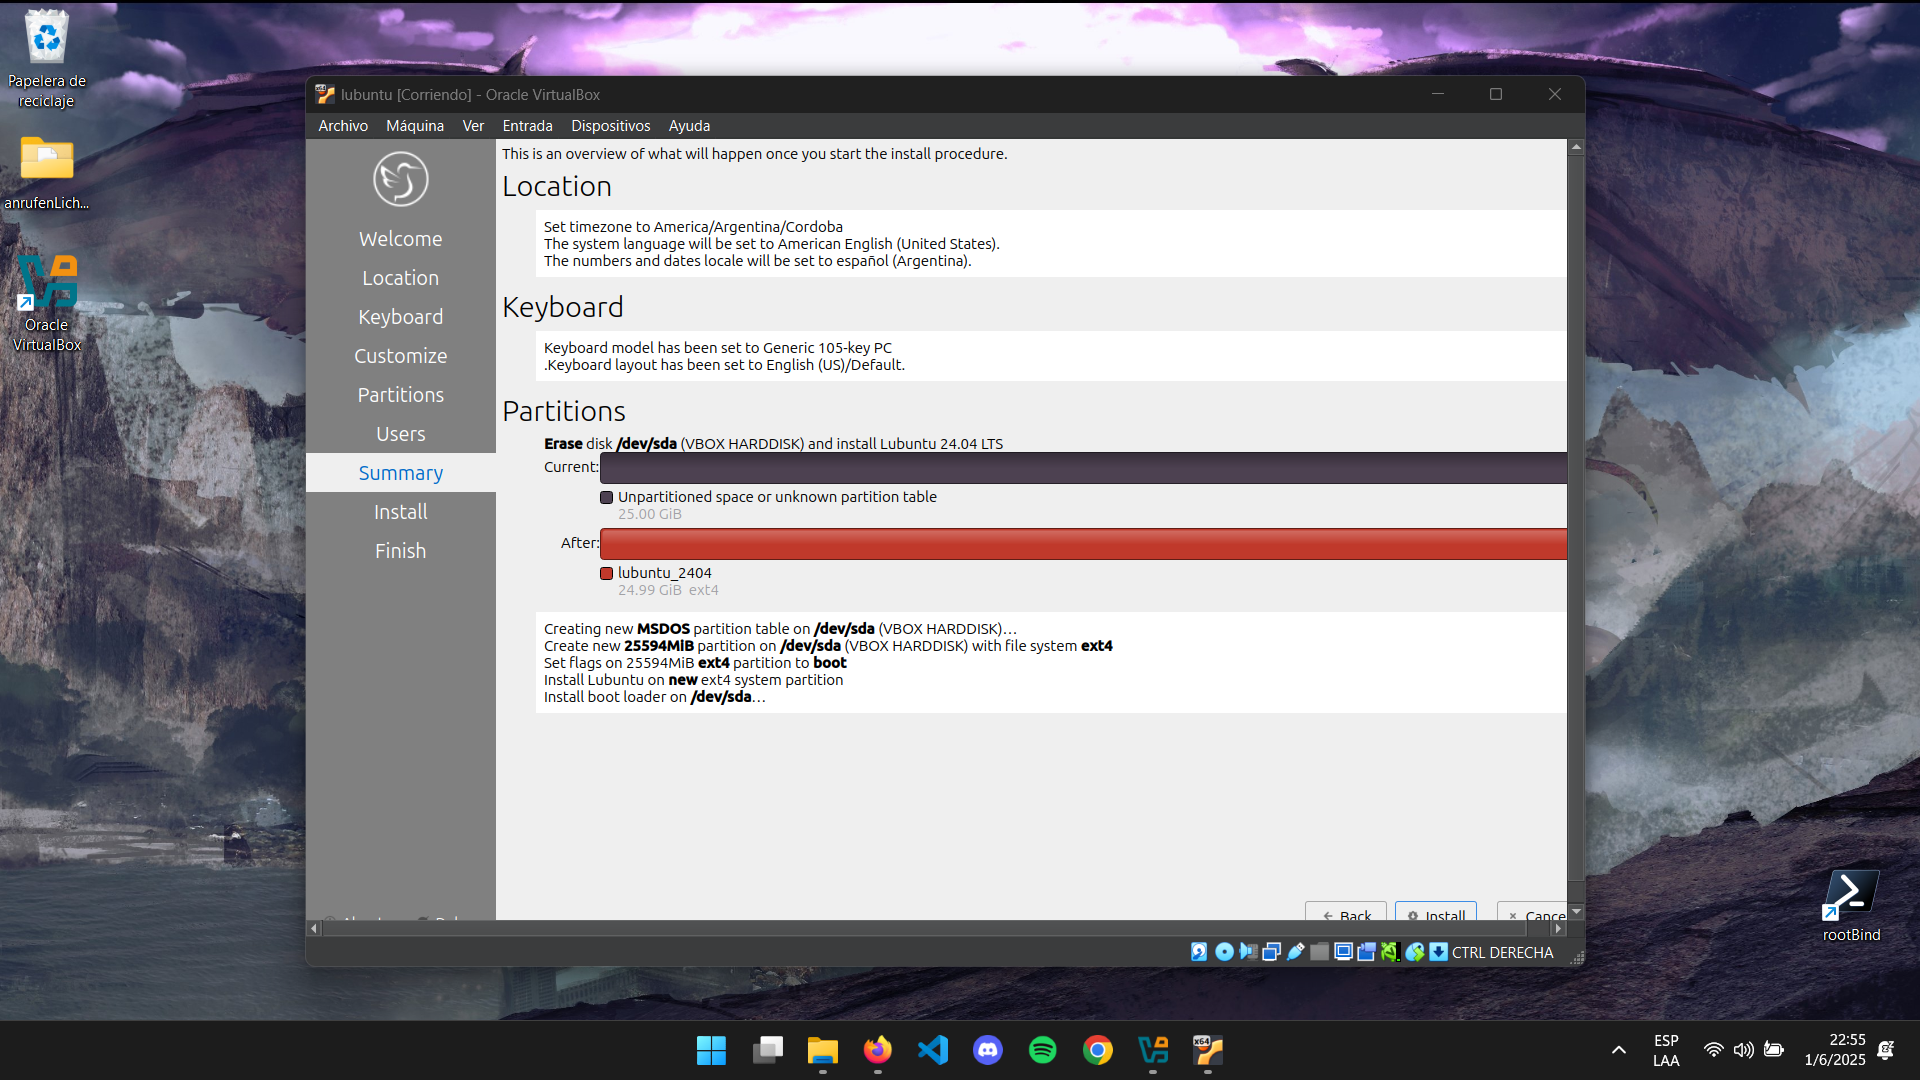 Papelera de
reciclaje
anrufenLich...
Oracle
VirtualBox
lubuntu [Corriendo] - Oracle VirtualBox
Archivo Máquina Ver Entrada Dispositivos Ayuda
Welcome
Location
Keyboard
Customize
Partitions
Users
Summary
Install
Finish
This is an overview of what will happen once you start the install procedure.
Location
Set timezone to America/Argentina/Cordoba
The system language will be set to American English (United States).
The numbers and dates locale will be set to español (Argentina).
Keyboard
Keyboard model has been set to Generic 105-key PC
.Keyboard layout has been set to English (US)/Default.
Partitions
Erase disk /dev/sda (VBOX HARDDISK) and install Lubuntu 24.04 LTS
Current:
Unpartitioned space or unknown partition table
25.00 GiB
After:
lubuntu_2404
24.99 GiB ext4
Creating new MSDOS partition table on /dev/sda (VBOX HARDDISK)…
Create new 25594MiB partition on /dev/sda (VBOX HARDDISK) with file system ext4
Set flags on 25594MiB ext4 partition to boot
Install Lubuntu on new ext4 system partition
Install boot loader on /dev/sda…
Back Install Cance
CTRL DERECHA
rootBind
x64
ESP
LAA
22:55
1/6/2025